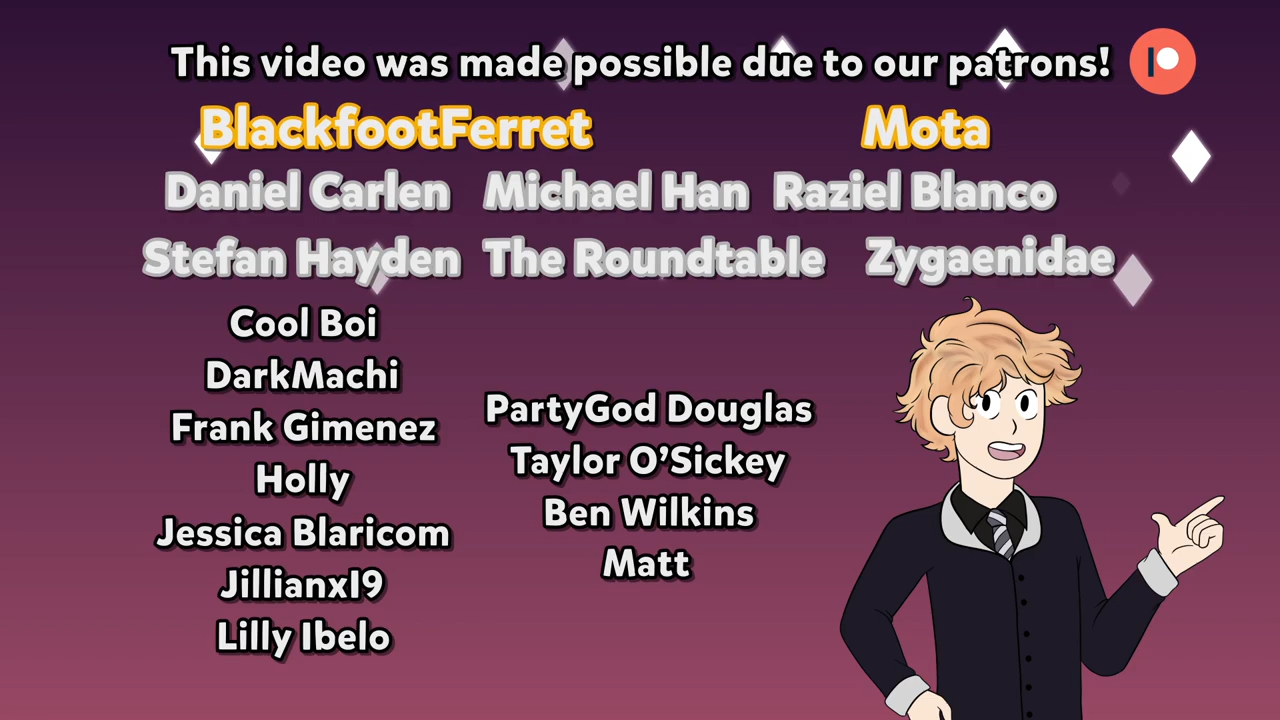 This video was made possible due to our patrons!
BlackfootFerret Mota
Daniel Carlen Michael Han Raziel Blanco
Stefan Hayden The Roundtable Zygaenidae
Cool Boi
DarkMachi
Frank Gimenez
Holly
Jessica Blaricom
Jillianx19
Lilly Ibelo
PartyGod Douglas
Taylor O’Sickey
Ben Wilkins
Matt